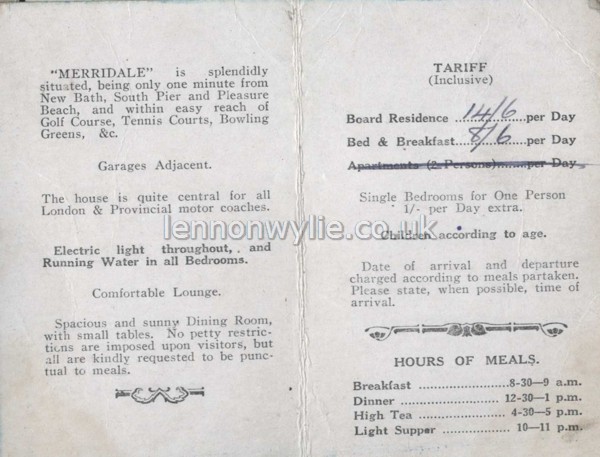 "MERRIDALE" is splendidly
situated, being only one minute from
New Bath, South Pier and Pleasure
Beach, and within easy reach of
Golf Course, Tennis Courts, Bowling
Greens, &c.
Garages Adjacent.
The house is quite central for all
London & Provincial motor coaches.
Electric light throughout, . and
Running Water in all Bedrooms.
Comfortable Lounge.
Spacious and sunny Dining Room,
with small tables. No petty restric-
tions are imposed upon visitors, but
all are kindly requested to be punc-
tual to meals.
TARIFF
(Inclusive)
Board Residence 14/6 per Day
Bed & Breakfast 8/6 per Day
Apartments (2 Persons) per Day
Single Bedrooms for One Person
1/- per Day extra.
Children according to age.
Date of arrival and departure
charged according to meals partaken.
Please state, when possible, time of
arrival.
HOURS OF MEALS.
Breakfast ........................8-30—9 a.m.
Dinner ........................12-30—1 p.m.
High Tea .....................4-30—5 p.m.
Light Supper .................. 10—11 p.m.
lennonwylie.co.uk